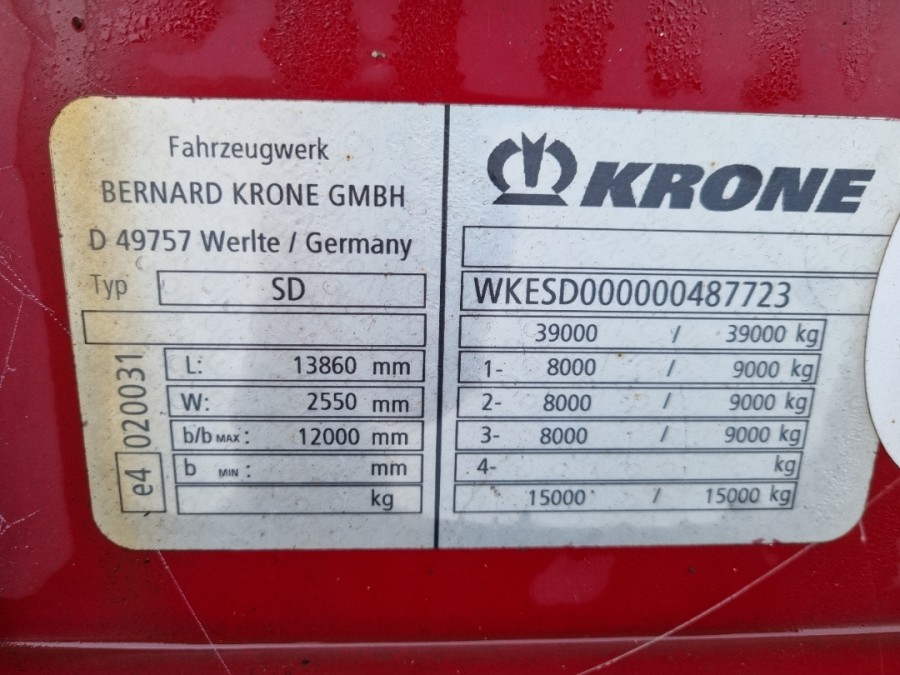 Fahrzeugwerk
BERNARD KRONE GMBH
D 49757 Werlte / Germany
Typ SD
L: 13860 mm
W: 2550 mm
b/b MAX : 12000 mm
b MIN : mm
kg
e4 020031
KRONE
WKESD000000487723
39000 / 39000 kg
1- 8000 / 9000 kg
2- 8000 / 9000 kg
3- 8000 / 9000 kg
4- kg
15000 / 15000 kg